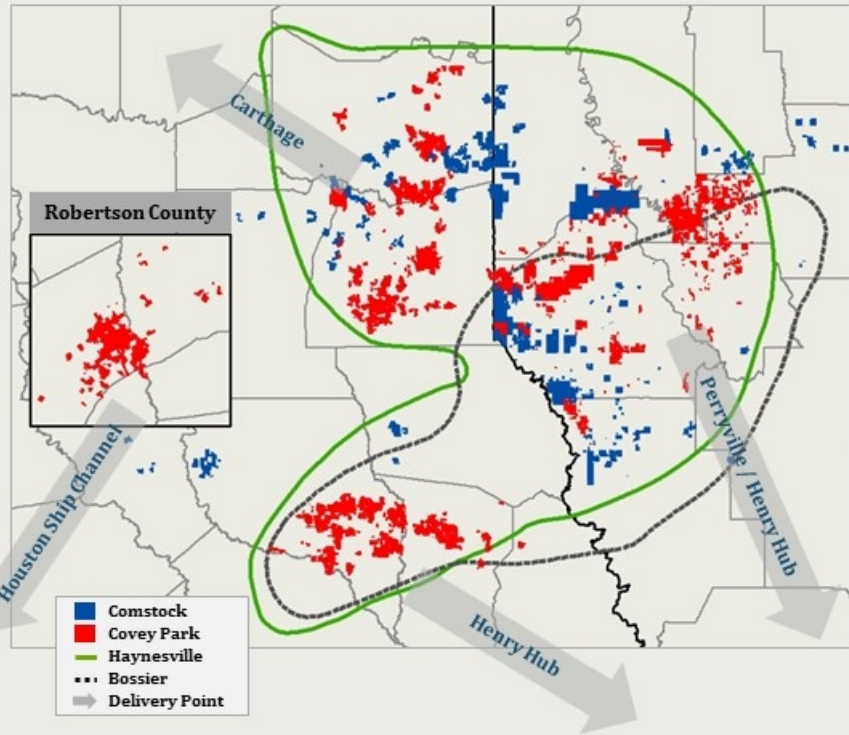 Carthage
Robertson County
Houston Ship Channel
Perryville / Henry Hub
Henry Hub
Comstock
Covey Park
Haynesville
Bossier
Delivery Point